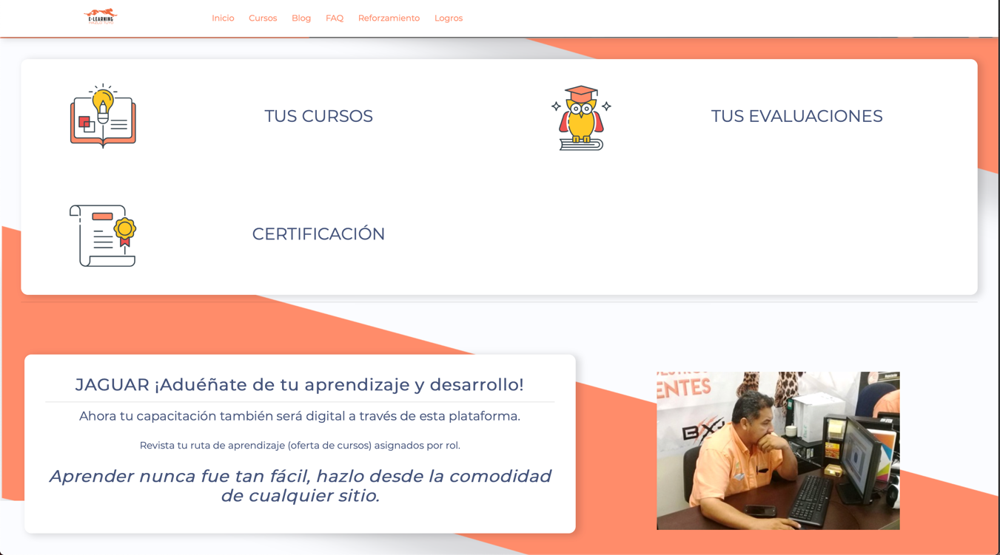 E-LEARNING
HAZLO TUYO
Inicio Cursos Blog FAQ Reforzamiento Logros
TUS CURSOS
TUS EVALUACIONES
CERTIFICACIÓN
JAGUAR ¡Aduéñate de tu aprendizaje y desarrollo!
Ahora tu capacitación también será digital a través de esta plataforma.
Revista tu ruta de aprendizaje (oferta de cursos) asignados por rol.
Aprender nunca fue tan fácil, hazlo desde la comodidad
de cualquier sitio.
ENTES